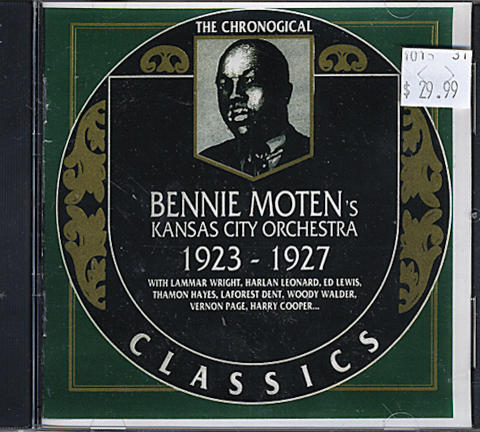 THE CHRONOGICAL
$ 29.99
BENNIE MOTEN's
KANSAS CITY ORCHESTRA
1923 - 1927
WITH LAMMAR WRIGHT, HARLAN LEONARD, ED LEWIS,
THAMON HAYES, LAFOREST DENT, WOODY WALDER,
VERNON PAGE, HARRY COOPER...
CLASSICS